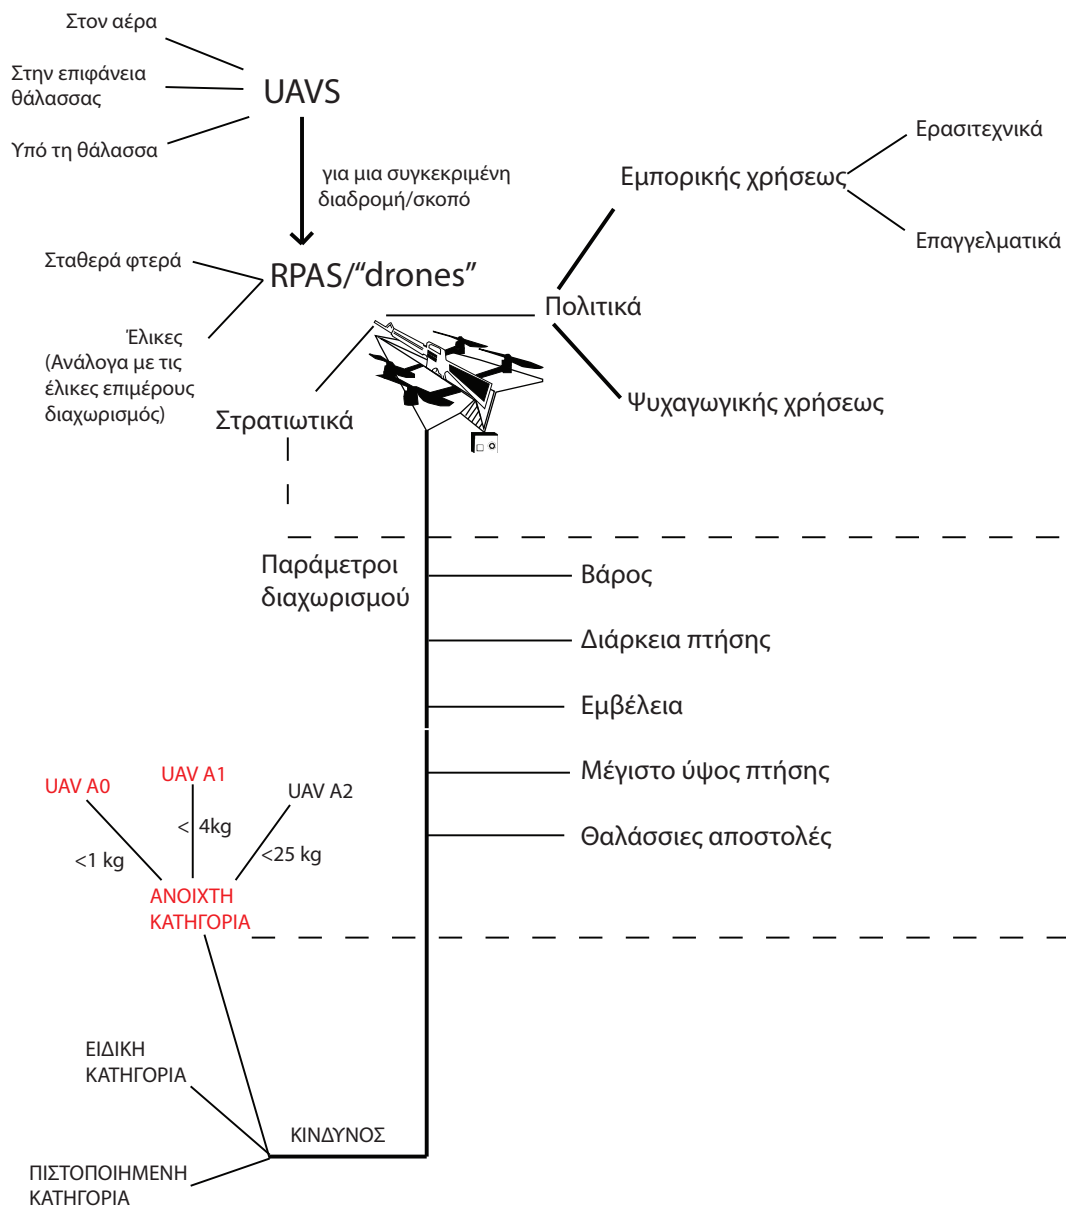 Στον αέρα
Στην επιφάνεια
θάλασσας
UAVS
Υπό τη θάλασσα
για μια συγκεκριμένη
διαδρομή/σκοπό
Ερασιτεχνικά
Εμπορικής χρήσεως
Επαγγελματικά
Σταθερά φτερά
RPAS/“drones”
Πολιτικά
Έλικες
(Ανάλογα με τις
έλικες επιμέρους
διαχωρισμός)
Στρατιωτικά
Ψυχαγωγικής χρήσεως
Παράμετροι
διαχωρισμού
Βάρος
Διάρκεια πτήσης
Εμβέλεια
Μέγιστο ύψος πτήσης
Θαλάσσιες αποστολές
UAV A0
UAV A1
UAV A2
<1 kg
< 4kg
<25 kg
ΑΝΟΙΧΤΗ
ΚΑΤΗΓΟΡΙΑ
ΕΙΔΙΚΗ
ΚΑΤΗΓΟΡΙΑ
ΚΙΝΔΥΝΟΣ
ΠΙΣΤΟΠΟΙΗΜΕΝΗ
ΚΑΤΗΓΟΡΙΑ